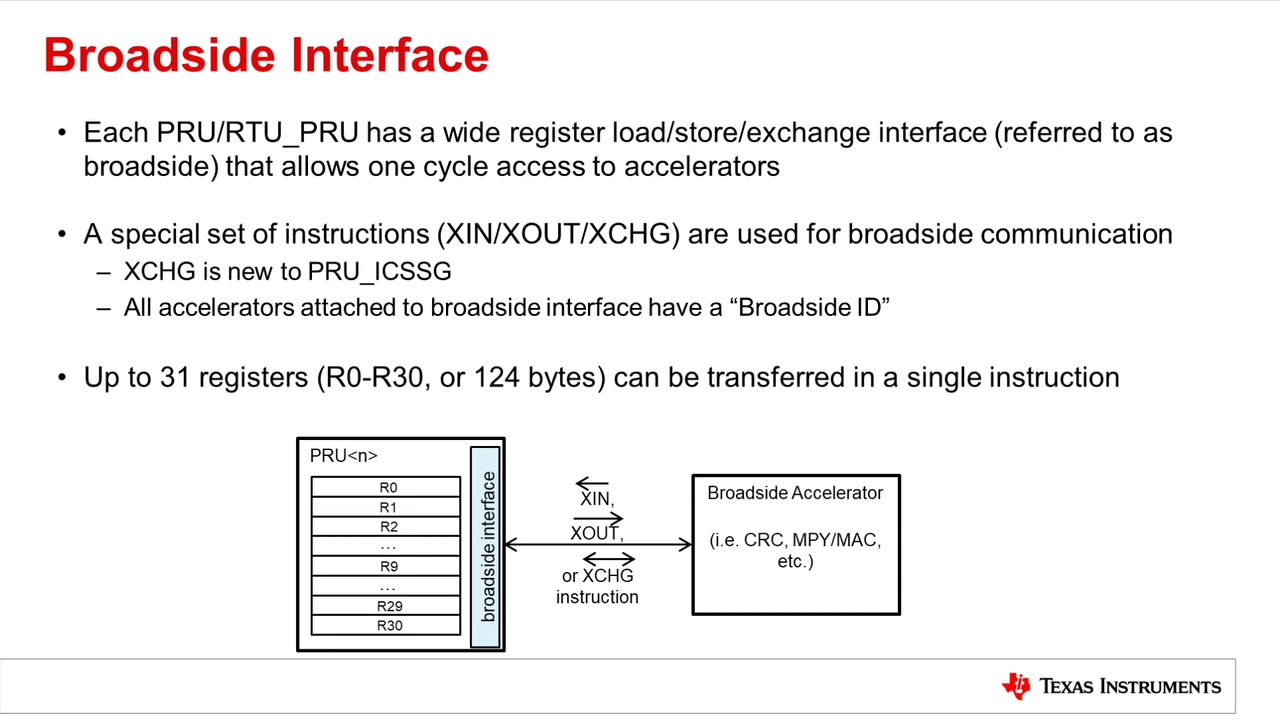 Broadside Interface
• Each PRU/RTU_PRU has a wide register load/store/exchange interface (referred to as
broadside) that allows one cycle access to accelerators
• A special set of instructions (XIN/XOUT/XCHG) are used for broadside communication
– XCHG is new to PRU_ICSSG
– All accelerators attached to broadside interface have a “Broadside ID”
• Up to 31 registers (R0-R30, or 124 bytes) can be transferred in a single instruction
PRU<n>
R0
R1
R2
...
R9
...
R29
R30
broadside interface
XIN,
XOUT,
or XCHG
instruction
Broadside Accelerator
(i.e. CRC, MPY/MAC,
etc.)
TEXAS INSTRUMENTS